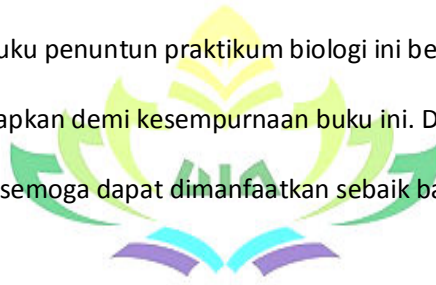 uku penuntun praktikum biologi ini be
apkan demi kesempurnaan buku ini. D
semoga dapat dimanfaatkan sebaik ba